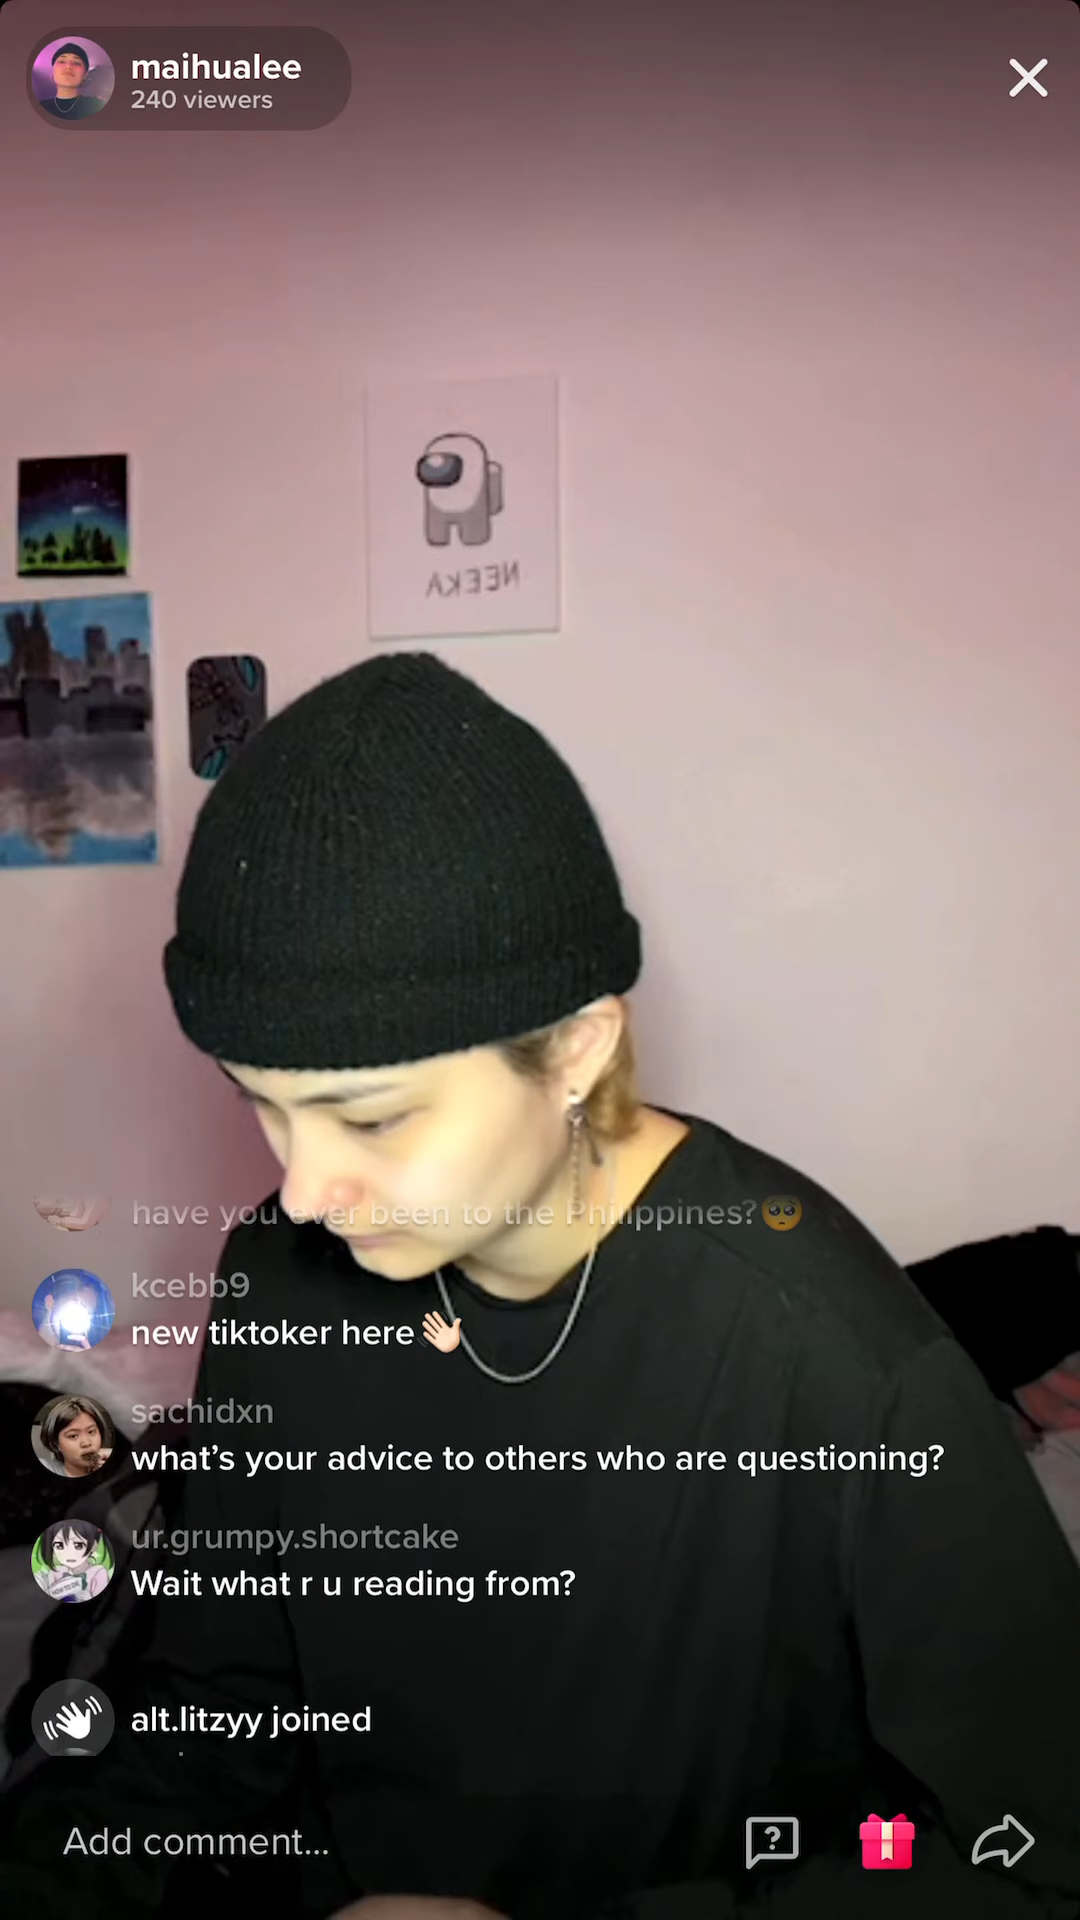 maihualee
240 viewers
NEEKA
have you ever been to the Philippines?🥺
kcebb9
new tiktoker here👋🏻
sachidxn
what's your advice to others who are questioning?
ur.grumpy.shortcake
Wait what r u reading from?
alt.litzyy joined
Add comment...